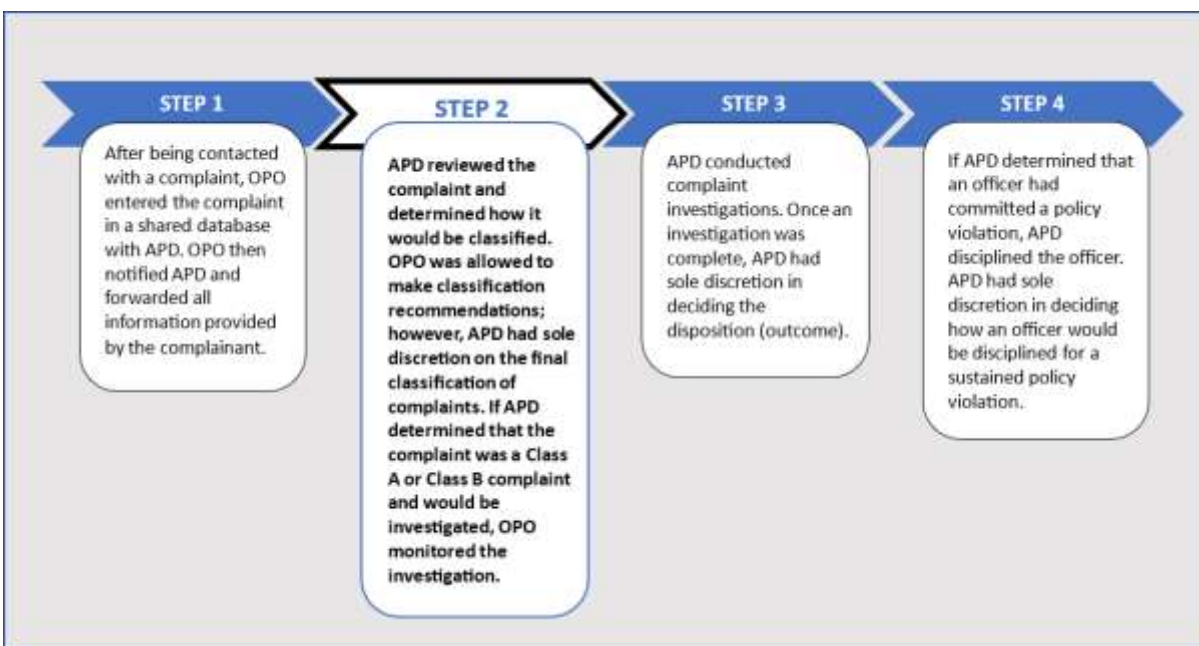 STEP 1
After being contacted
with a complaint, OPO
entered the complaint
in a shared database
with APD. OPO then
notified APD and
forwarded all
information provided
by the complainant.
STEP 2
APD reviewed the
complaint and
determined how it
would be classified.
OPO was allowed to
make classification
recommendations;
however, APD had sole
discretion on the final
classification of
complaints. If APD
determined that the
complaint was a Class
A or Class B complaint
and would be
investigated, OPO
monitored the
investigation.
STEP 3
APD conducted
complaint
investigations. Once an
investigation was
complete, APD had
sole discretion in
deciding the
disposition (outcome).
STEP 4
If APD determined that
an officer had
committed a policy
violation, APD
disciplined the officer.
APD had sole
discretion in deciding
how an officer would
be disciplined for a
sustained policy
violation.